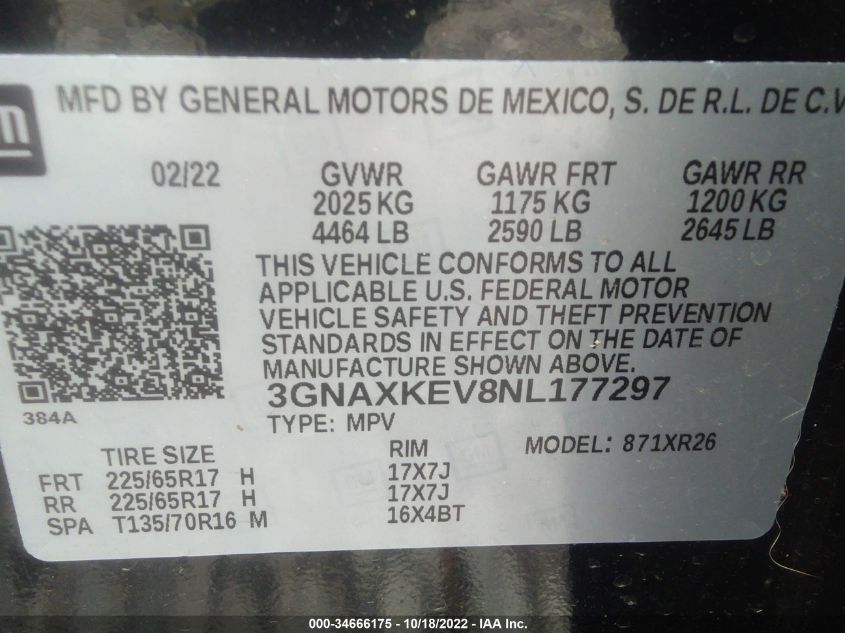 m
MFD BY GENERAL MOTORS DE MEXICO, S. DE R.L. DE C.V
02/22 GVWR GAWR FRT GAWR RR
2025 KG 1175 KG 1200 KG
4464 LB 2590 LB 2645 LB
THIS VEHICLE CONFORMS TO ALL
APPLICABLE U.S. FEDERAL MOTOR
VEHICLE SAFETY AND THEFT PREVENTION
STANDARDS IN EFFECT ON THE DATE OF
MANUFACTURE SHOWN ABOVE.
3GNAXKEV8NL177297
384A
TYPE: MPV
TIRE SIZE RIM MODEL: 871XR26
FRT 225/65R17 H 17X7J
RR 225/65R17 H 17X7J
SPA T135/70R16 M 16X4BT
000-34666175 - 10/18/2022 - IAA Inc.